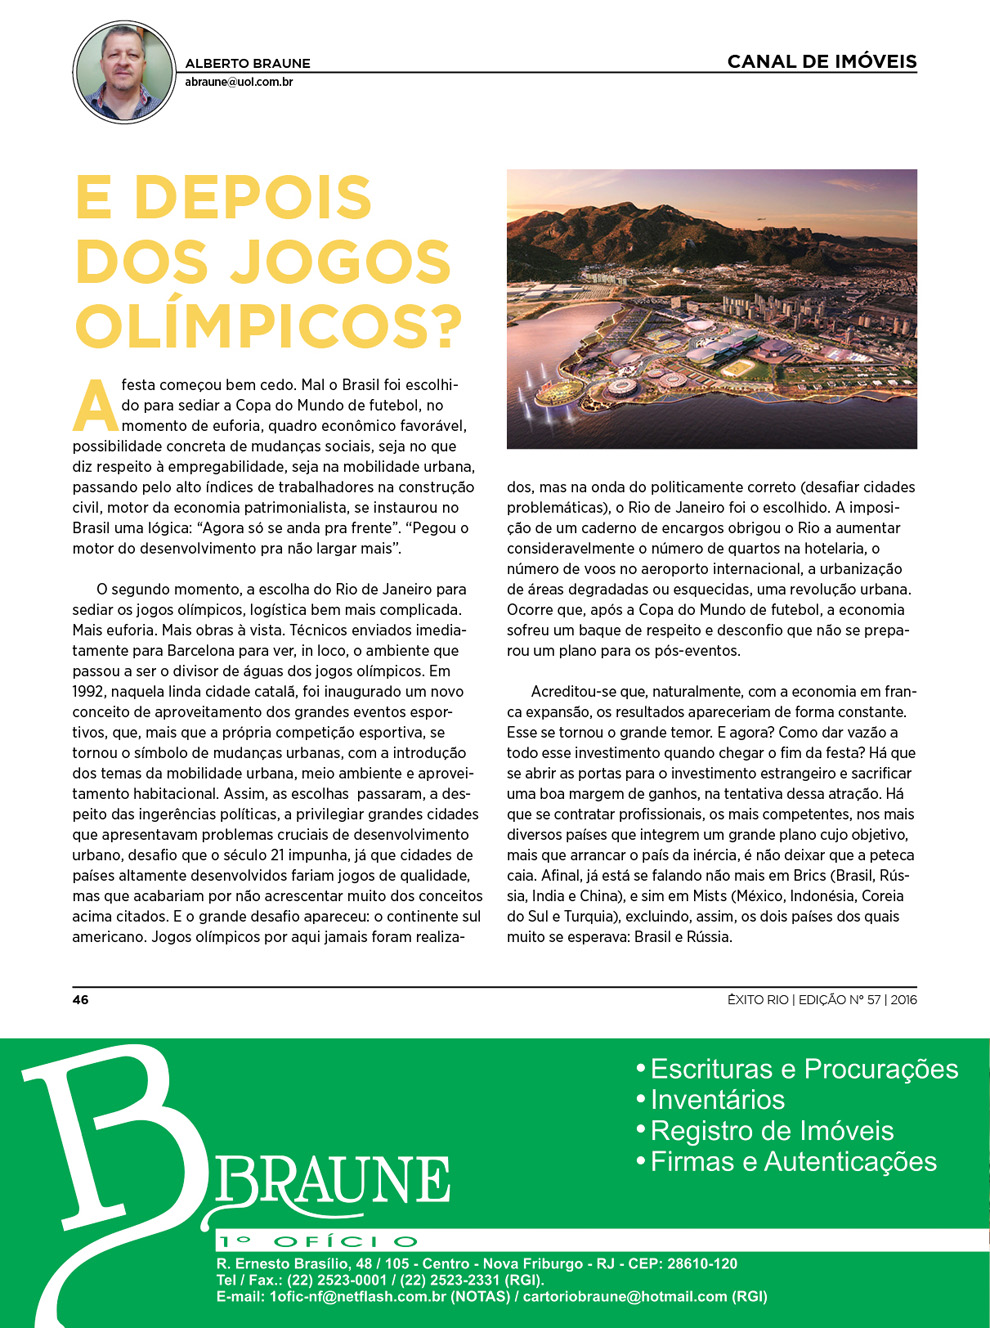 ALBERTO BRAUNE
abraune@uol.com.br
CANAL DE IMÓVEIS
E DEPOIS
DOS JOGOS
OLÍMPICOS?
A festa começou bem cedo. Mal o Brasil foi escolhi-
do para sediar a Copa do Mundo de futebol, no
momento de euforia, quadro econômico favorável,
possibilidade concreta de mudanças sociais, seja no que
diz respeito à empregabilidade, seja na mobilidade urbana,
passando pelo alto índices de trabalhadores na construção
civil, motor da economia patrimonialista, se instaurou no
Brasil uma lógica: “Agora só se anda pra frente”. “Pegou o
motor do desenvolvimento pra não largar mais”.
O segundo momento, a escolha do Rio de Janeiro para
sediar os jogos olímpicos, logística bem mais complicada.
Mais euforia. Mais obras à vista. Técnicos enviados imedia-
tamente para Barcelona para ver, in loco, o ambiente que
passou a ser o divisor de águas dos jogos olímpicos. Em
1992, naquela linda cidade catalã, foi inaugurado um novo
conceito de aproveitamento dos grandes eventos espor-
tivos, que, mais que a própria competição esportiva, se
tornou o símbolo de mudanças urbanas, com a introdução
dos temas da mobilidade urbana, meio ambiente e aprovei-
tamento habitacional. Assim, as escolhas passaram, a des-
peito das ingerências políticas, a privilegiar grandes cidades
que apresentavam problemas cruciais de desenvolvimento
urbano, desafio que o século 21 impunha, já que cidades de
países altamente desenvolvidos fariam jogos de qualidade,
mas que acabariam por não acrescentar muito dos conceitos
acima citados. E o grande desafio apareceu: o continente sul
americano. Jogos olímpicos por aqui jamais foram realiza-
dos, mas na onda do politicamente correto (desafiar cidades
problemáticas), o Rio de Janeiro foi o escolhido. A imposi-
ção de um caderno de encargos obrigou o Rio a aumentar
consideravelmente o número de quartos na hotelaria, o
número de voos no aeroporto internacional, a urbanização
de áreas degradadas ou esquecidas, uma revolução urbana.
Ocorre que, após a Copa do Mundo de futebol, a economia
sofreu um baque de respeito e desconfio que não se prepa-
rou um plano para os pós-eventos.
Acreditou-se que, naturalmente, com a economia em fran-
ca expansão, os resultados apareceriam de forma constante.
Esse se tornou o grande temor. E agora? Como dar vazão a
todo esse investimento quando chegar o fim da festa? Há que
se abrir as portas para o investimento estrangeiro e sacrificar
uma boa margem de ganhos, na tentativa dessa atração. Há
que se contratar profissionais, os mais competentes, nos mais
diversos países que integrem um grande plano cujo objetivo,
mais que arrancar o país da inércia, é não deixar que a peteca
caia. Afinal, já está se falando não mais em Brics (Brasil, Rús-
sia, India e China), e sim em Mists (México, Indonésia, Coreia
do Sul e Turquia), excluindo, assim, os dois países dos quais
muito se esperava: Brasil e Rússia.
46
ÊXITO RIO | EDIÇÃO Nº 57 | 2016
B BRAUNE
1º OFÍCIO
• Escrituras e Procurações
• Inventários
• Registro de Imóveis
• Firmas e Autenticações
R. Ernesto Brasílio, 48 / 105 - Centro - Nova Friburgo - RJ - CEP: 28610-120
Tel / Fax.: (22) 2523-0001 / (22) 2523-2331 (RGI).
E-mail: 1ofic-nf@netflash.com.br (NOTAS) / cartoriobraune@hotmail.com (RGI)